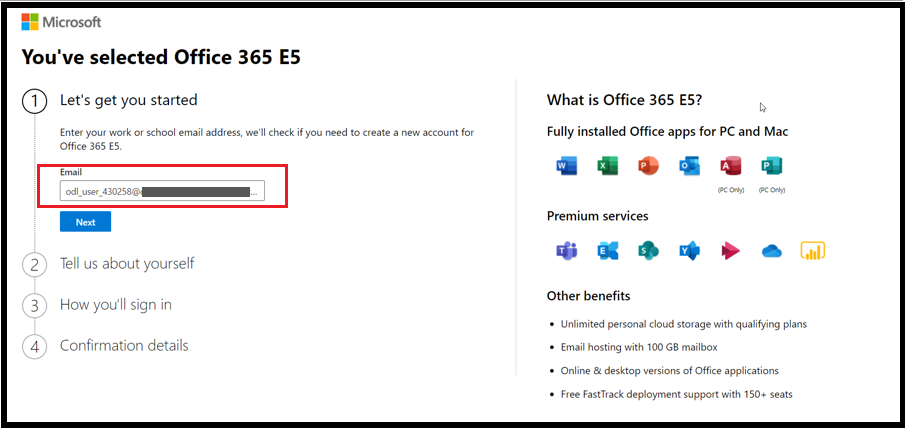 Microsoft
You've selected Office 365 E5
1 Let's get you started
Enter your work or school email address, we'll check if you need to create a new account for
Office 365 E5.
Email
odl_user_430258@
...
Next
2 Tell us about yourself
3 How you'll sign in
4 Confirmation details
What is Office 365 E5?
Fully installed Office apps for PC and Mac
W X P O A P
(PC Only) (PC Only)
Premium services
T E S Y
Other benefits
• Unlimited personal cloud storage with qualifying plans
• Email hosting with 100 GB mailbox
• Online & desktop versions of Office applications
• Free FastTrack deployment support with 150+ seats